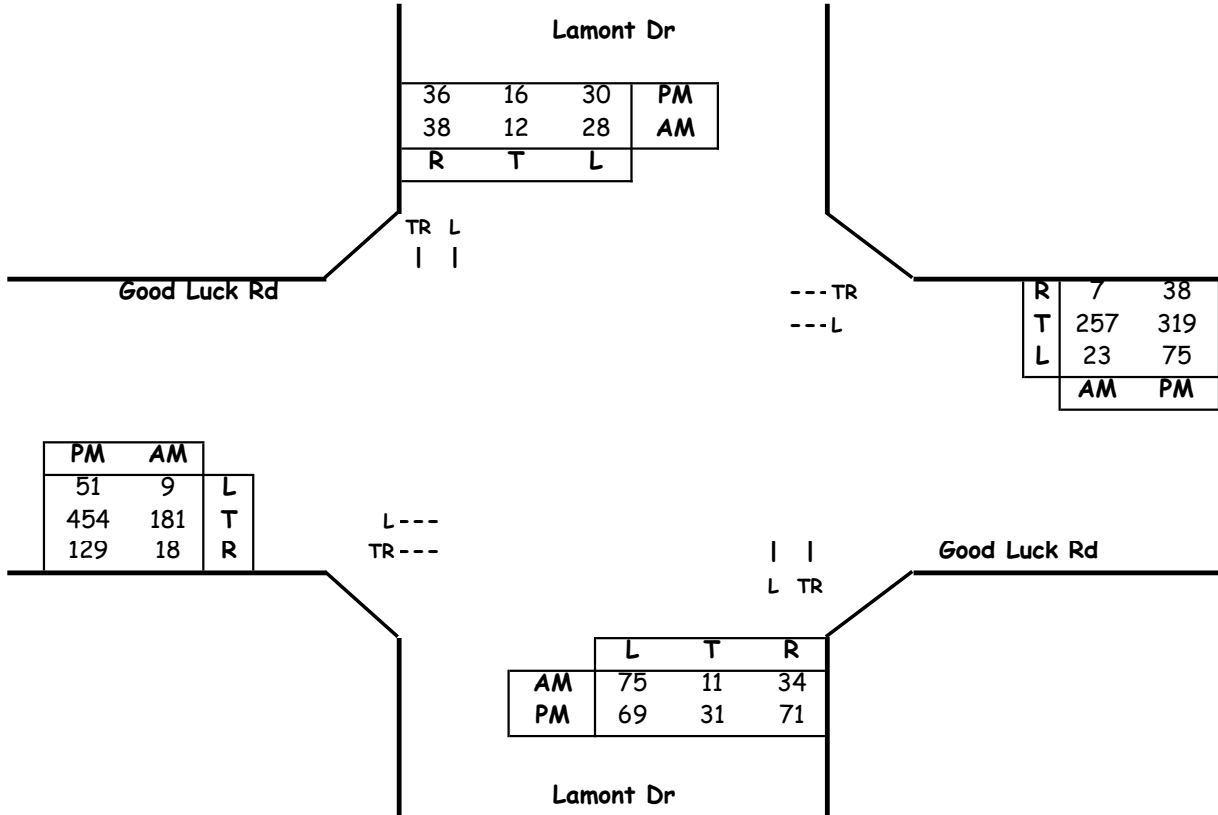 Lamont Dr
36 16 30 PM
38 12 28 AM
R T L
TR L
Good Luck Rd
TR
L
R 7 38
T 257 319
L 23 75
AM PM
PM AM
51 9 L
454 181 T
129 18 R
L
TR
L TR
Good Luck Rd
L T R
AM 75 11 34
PM 69 31 71
Lamont Dr